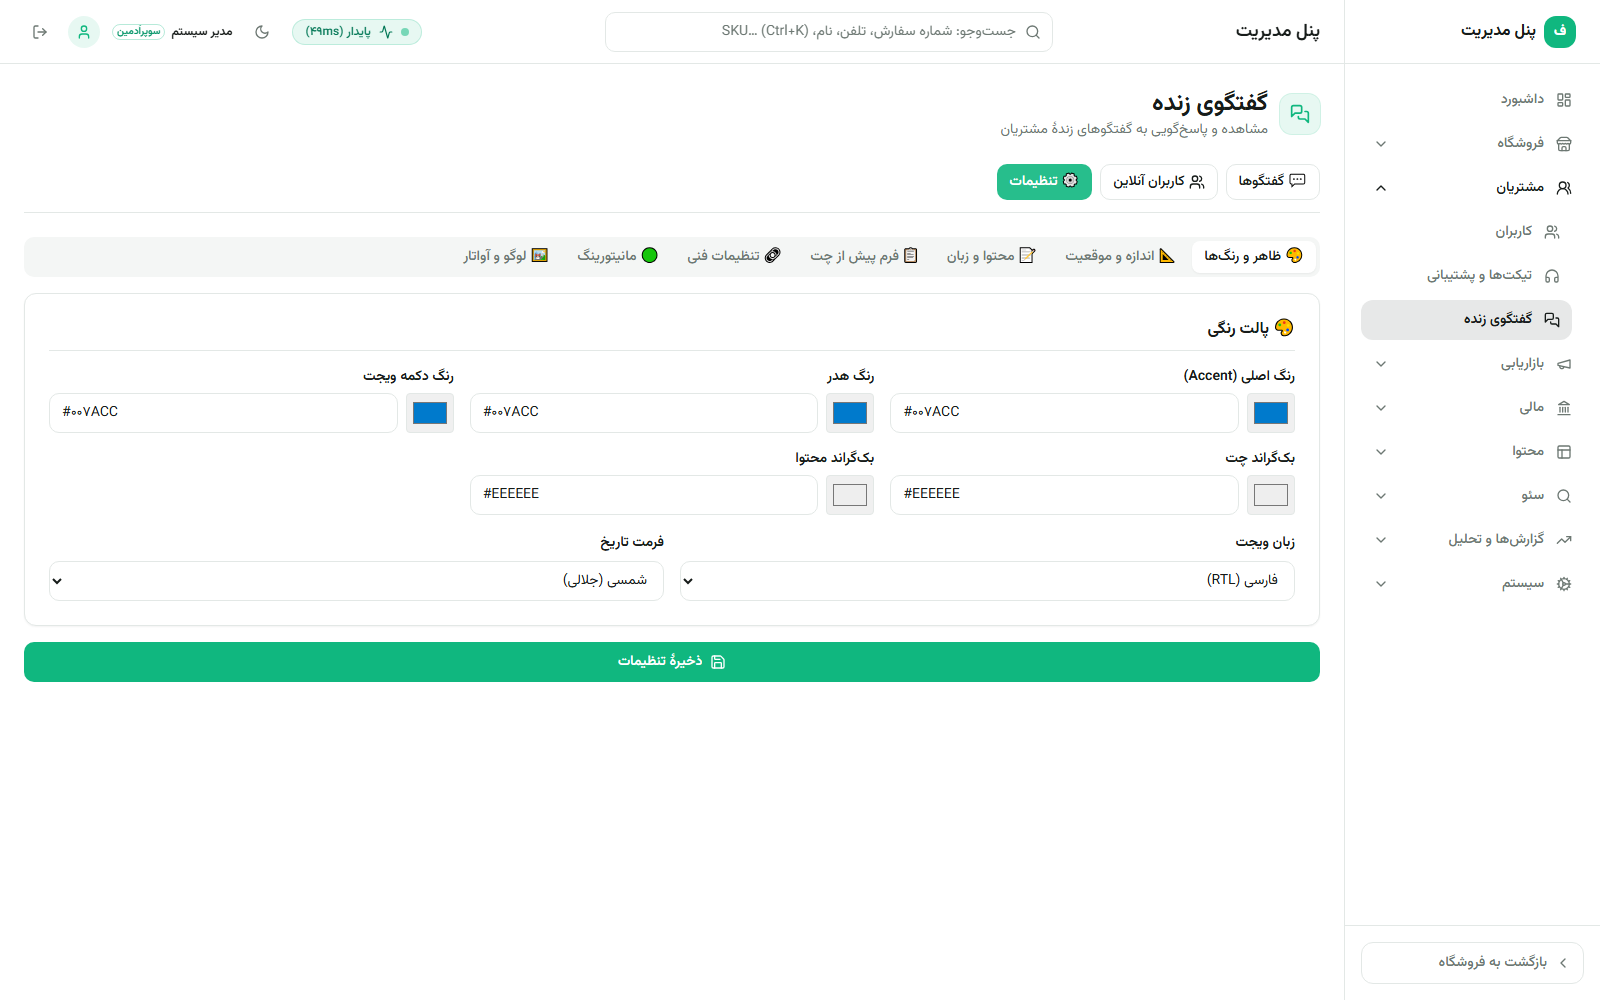 ف پنل مدیریت
پنل مدیریت
جست‌وجو: شماره سفارش، تلفن، نام، SKU... (Ctrl+K)
پایدار (۴۹ms)
مدیر سیستم سوپرادمین
داشبورد
فروشگاه
مشتریان
کاربران
تیکت‌ها و پشتیبانی
گفتگوی زنده
بازاریابی
مالی
محتوا
سئو
گزارش‌ها و تحلیل
سیستم
بازگشت به فروشگاه
گفتگوی زنده
مشاهده و پاسخ‌گویی به گفتگوهای زندهٔ مشتریان
گفتگوها
کاربران آنلاین
تنظیمات
ظاهر و رنگ‌ها
اندازه و موقعیت
محتوا و زبان
فرم پیش از چت
تنظیمات فنی
مانیتورینگ
لوگو و آواتار
پالت رنگی
رنگ اصلی (Accent)
#۰۰۷ACC
رنگ هدر
#۰۰۷ACC
رنگ دکمه ویجت
#۰۰۷ACC
بک‌گراند چت
#EEEEEE
بک‌گراند محتوا
#EEEEEE
زبان ویجت
فارسی (RTL)
فرمت تاریخ
شمسی (جلالی)
ذخیرهٔ تنظیمات